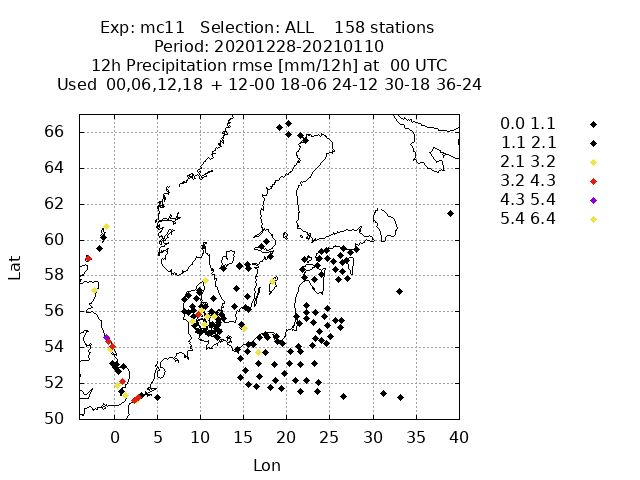 Exp: mc11 Selection: ALL 158 stations
Period: 20201228-20210110
12h Precipitation rmse [mm/12h] at 00 UTC
Used 00,06,12,18 + 12-00 18-06 24-12 30-18 36-24
0.0 1.1
1.1 2.1
2.1 3.2
3.2 4.3
4.3 5.4
5.4 6.4
66
64
62
60
58
56
54
52
50
Lat
0 5 10 15 20 25 30 35 40
Lon